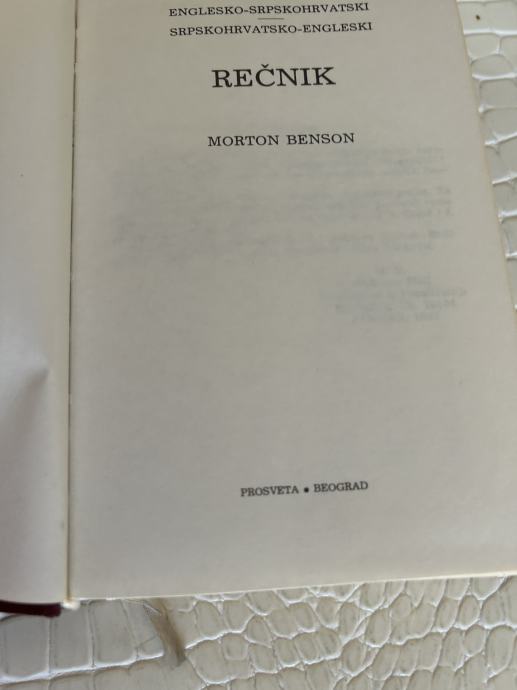 ENGLESKO-SRPSKOHRVATSKI
SRPSKOHRVATSKO-ENGLESKI
REČNIK
MORTON BENSON
PROSVETA • BEOGRAD